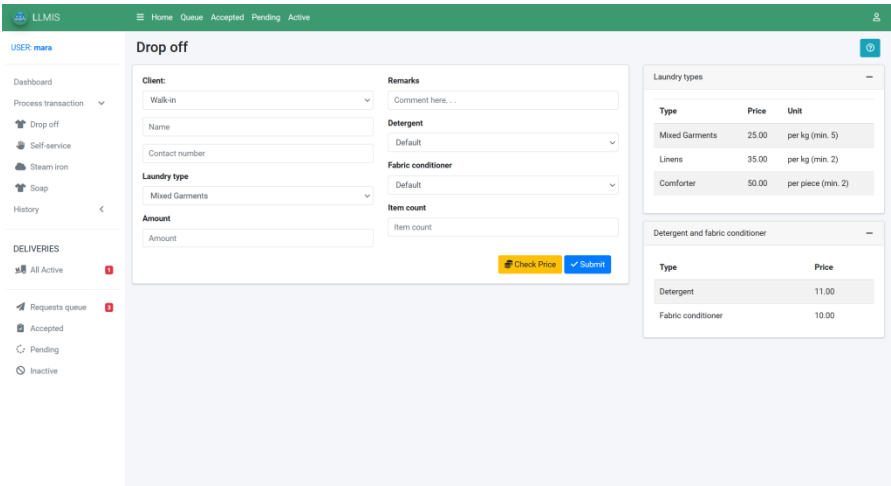 LLMIS
Home Queue Accepted Pending Active
USER: mara
Dashboard
Process transaction
Drop off
Self-service
Steam iron
Soap
History
DELIVERIES
All Active 1
Requests queue 3
Accepted
Pending
Inactive
Drop off
Client:
Walk-in
Name
Contact number
Laundry type
Mixed Garments
Amount
Amount
Remarks
Comment here. . .
Detergent
Default
Fabric conditioner
Default
Item count
Item count
Check Price Submit
Laundry types
Type Price Unit
Mixed Garments 25.00 per kg (min. 5)
Linens 35.00 per kg (min. 2)
Comforter 50.00 per piece (min. 2)
Detergent and fabric conditioner
Type Price
Detergent 11.00
Fabric conditioner 10.00